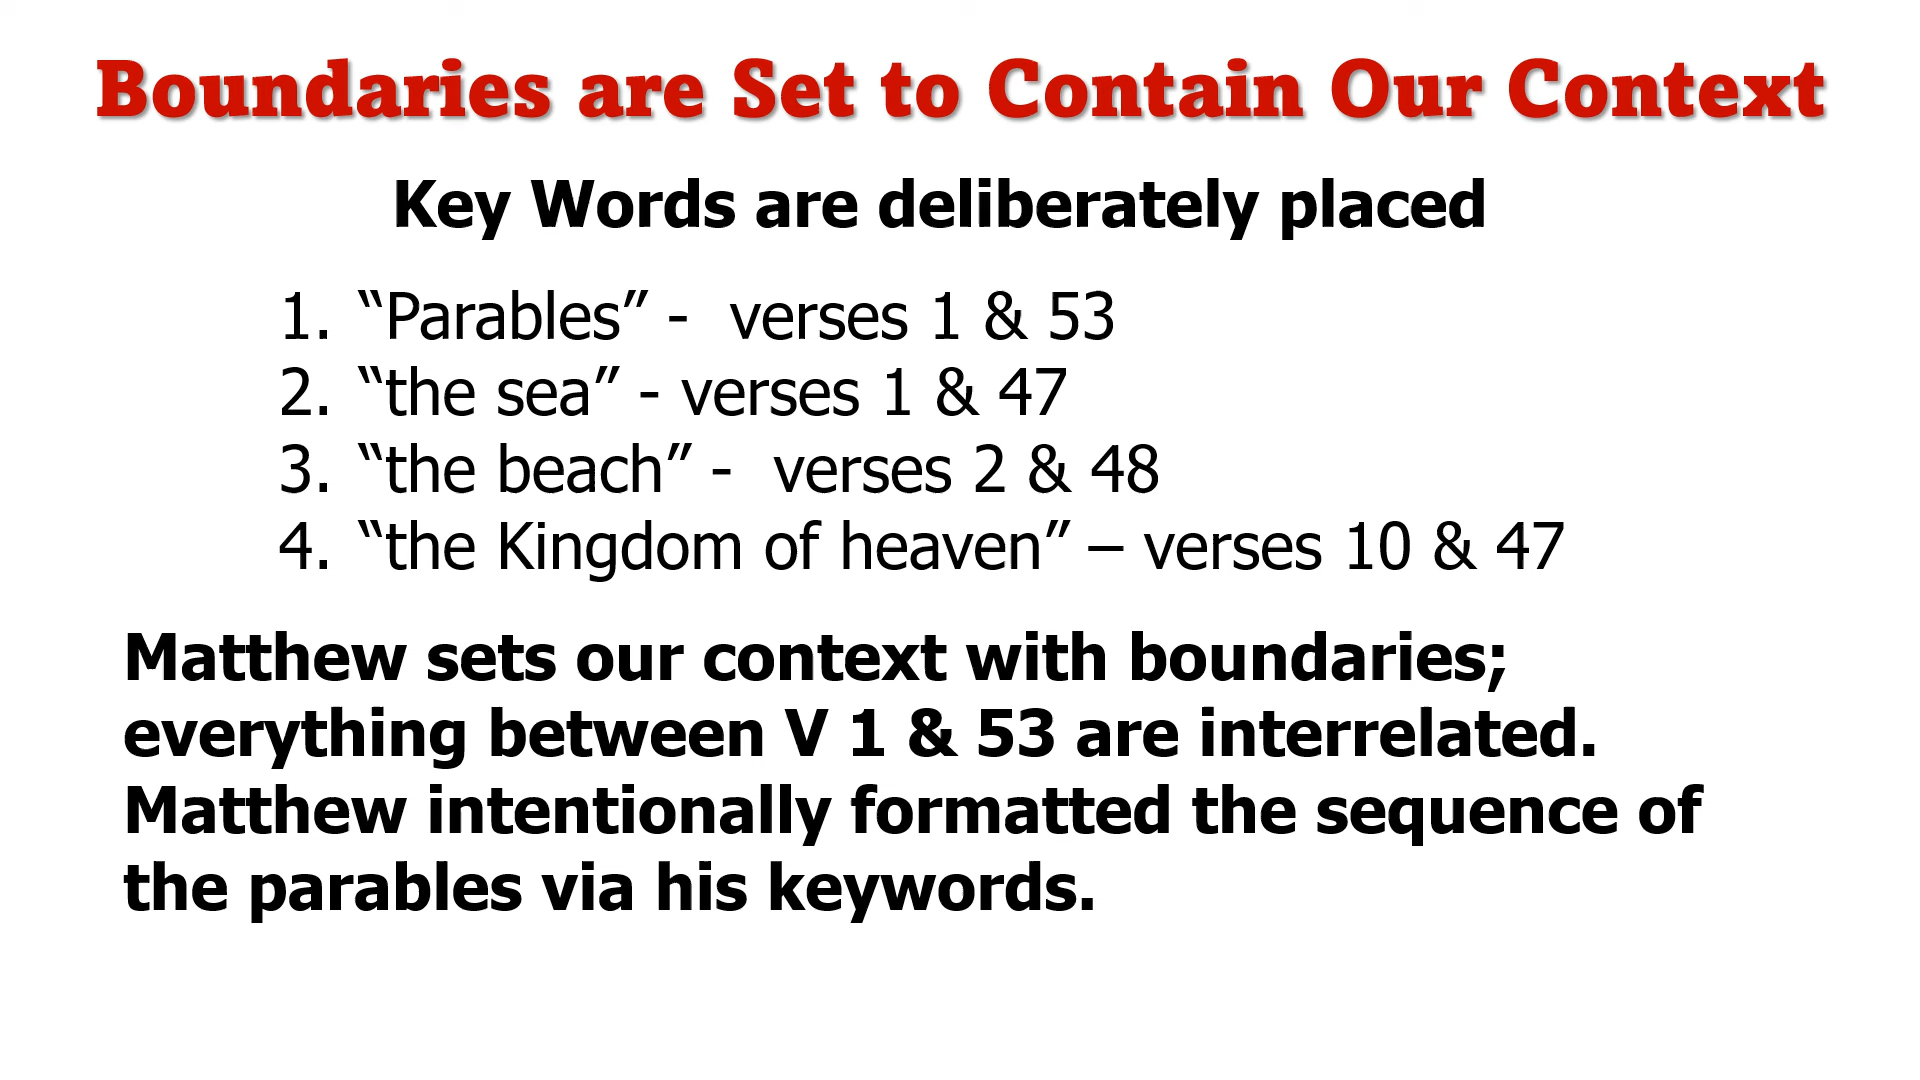 Boundaries are Set to Contain Our Context
Key Words are deliberately placed
1. “Parables” -  verses 1 & 53
2. “the sea” - verses 1 & 47
3. “the beach” -  verses 2 & 48
4. “the Kingdom of heaven” – verses 10 & 47
Matthew sets our context with boundaries;
everything between V 1 & 53 are interrelated.
Matthew intentionally formatted the sequence of
the parables via his keywords.